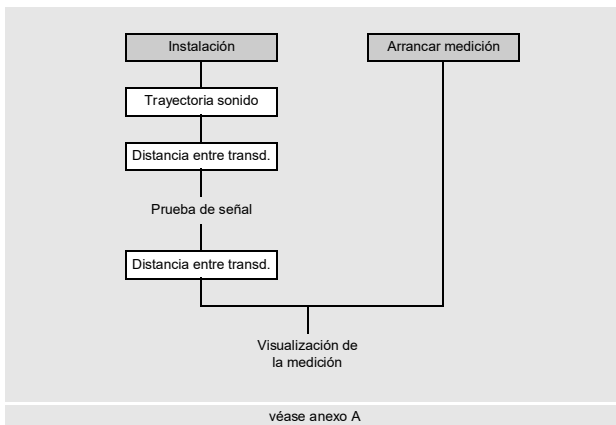 Instalación
Arrancar medición
Trayectoria sonido
Distancia entre transd.
Prueba de señal
Distancia entre transd.
Visualización de
la medición
véase anexo A